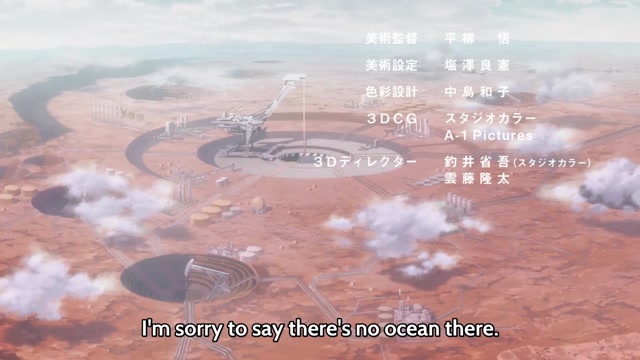 美術監督 平柳 悟
美術設定 塩澤良憲
色彩設計 中島和子
3DCG スタジオカラー
A-1 Pictures
3Dディレクター 釣井省吾(スタジオカラー)
雲藤隆太
I'm sorry to say there's no ocean there.